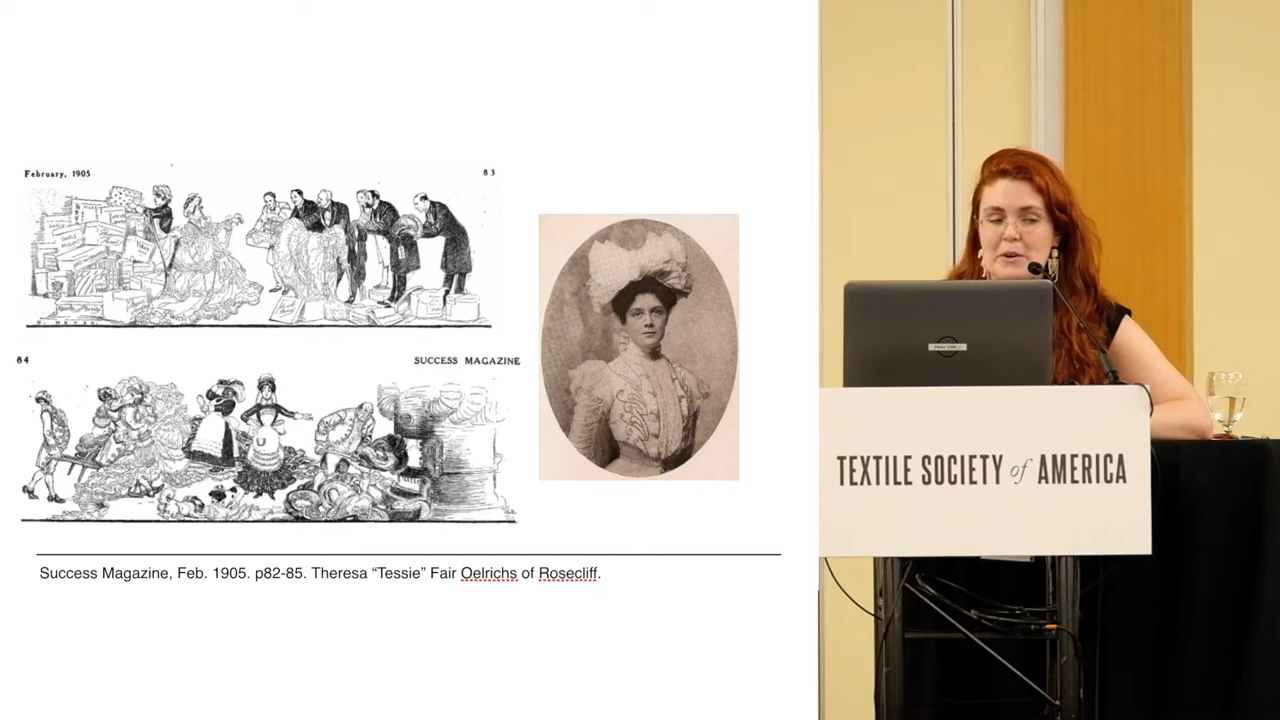 February, 1905
83
84
SUCCESS MAGAZINE
Success Magazine, Feb. 1905. p82-85. Theresa “Tessie” Fair Oelrichs of Rosecliff.
TEXTILE SOCIETY of AMERICA